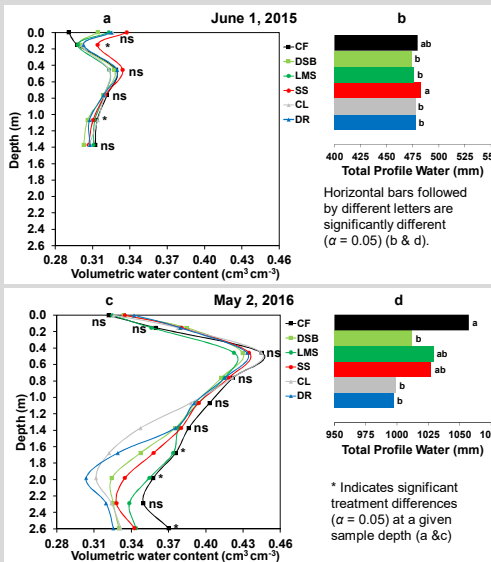 a June 1, 2015 b
0.0
0.2
0.4
0.6
0.8
1.0
1.2
1.4
1.6
1.8
2.0
2.2
2.4
2.6
Depth (m)
ns
*
ns
ns
*
ns
CF
DSB
LMS
SS
CL
DR
0.28 0.31 0.34 0.37 0.40 0.43 0.46
Volumetric water content (cm³ cm⁻³)
ab
b
b
a
b
b
400 425 450 475 500 525
Total Profile Water (mm)
Horizontal bars followed
by different letters are
significantly different
(α = 0.05) (b & d).
c May 2, 2016 d
0.0
0.2
0.4
0.6
0.8
1.0
1.2
1.4
1.6
1.8
2.0
2.2
2.4
2.6
Depth (m)
ns
ns
ns
ns
ns
ns
*
*
ns
*
CF
DSB
LMS
SS
CL
DR
0.28 0.31 0.34 0.37 0.40 0.43 0.46
Volumetric water content (cm³ cm⁻³)
a
b
ab
ab
b
b
950 975 1000 1025 1050
Total Profile Water (mm)
* Indicates significant
treatment differences
(α = 0.05) at a given
sample depth (a &c)